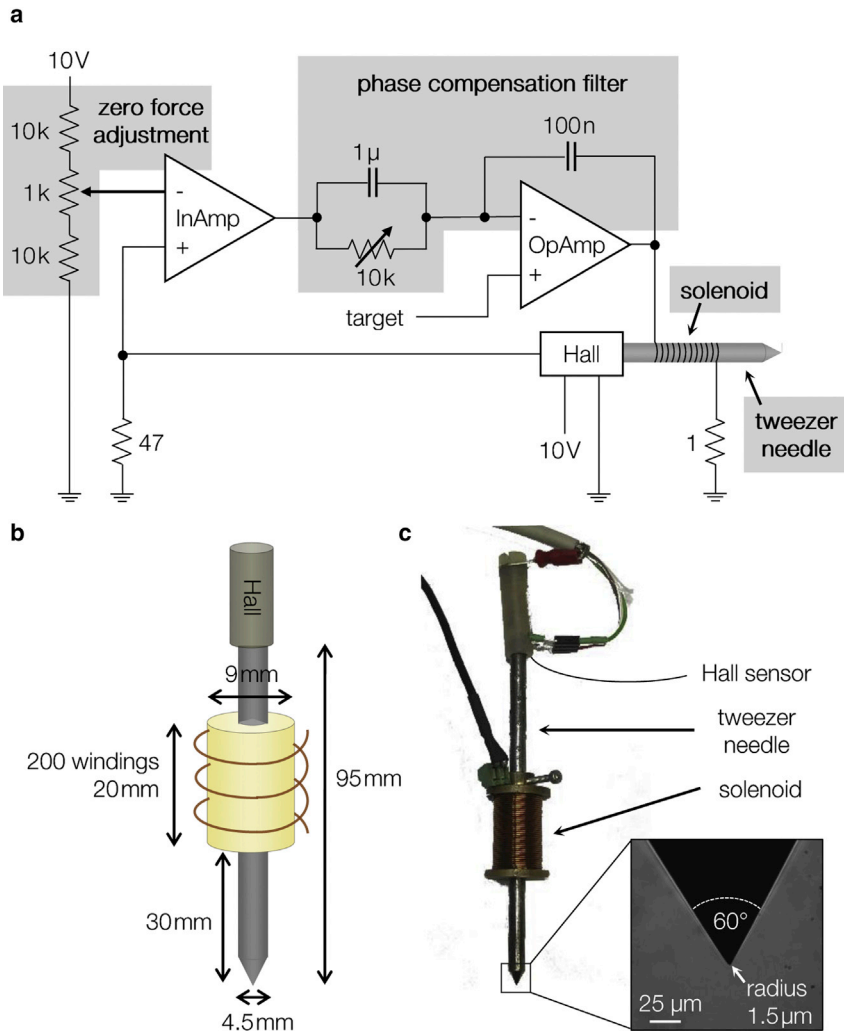 a
10V
zero force
adjustment
10k
1k
10k
-
InAmp
+
phase compensation filter
1µ
10k
100n
-
OpAmp
+
target
solenoid
Hall
tweezer
needle
47
10V
1
b
Hall
9mm
200 windings
20mm
95mm
30mm
4.5mm
c
Hall sensor
tweezer
needle
solenoid
60°
25 µm
radius
1.5µm